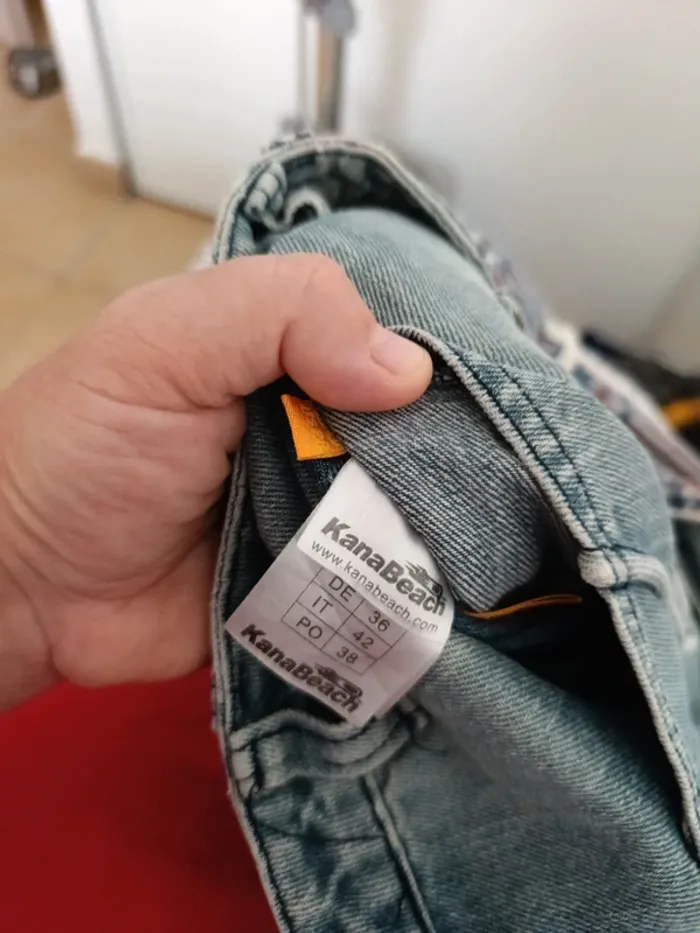 KanaBeach
www.kanabeach.com
DE 36
IT 42
PO 38
KanaBeach